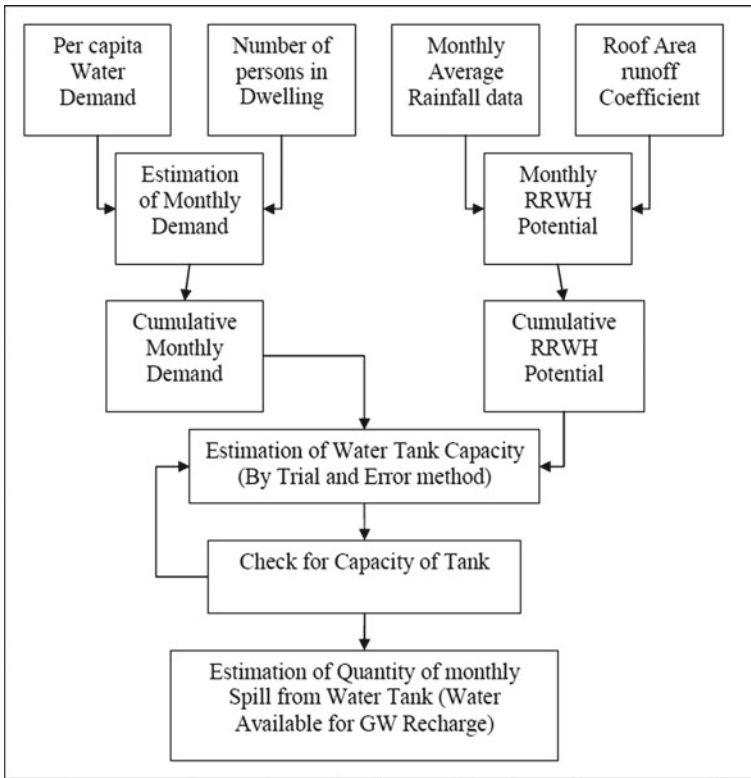 Per capita
Water
Demand
Number of
persons in
Dwelling
Monthly
Average
Rainfall data
Roof Area
runoff
Coefficient
Estimation
of Monthly
Demand
Monthly
RRWH
Potential
Cumulative
Monthly
Demand
Cumulative
RRWH
Potential
Estimation of Water Tank Capacity
(By Trial and Error method)
Check for Capacity of Tank
Estimation of Quantity of monthly
Spill from Water Tank (Water
Available for GW Recharge)